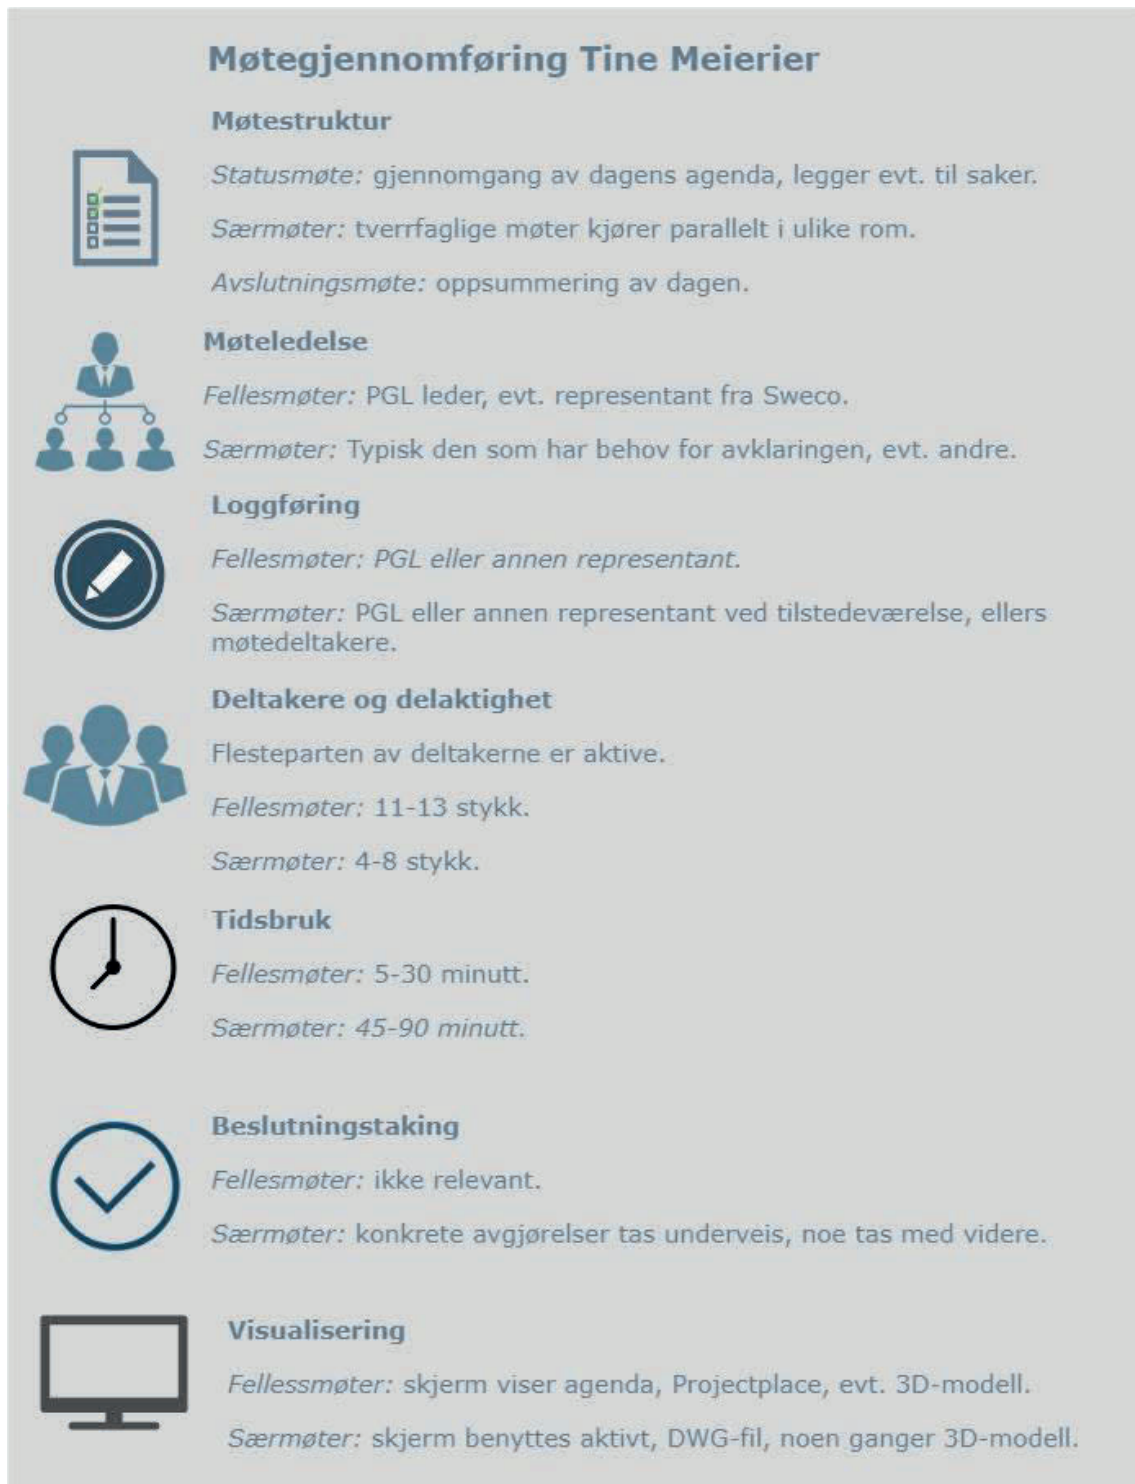 Møtegjennomføring Tine Meierier
Møtestruktur
Statusmøte: gjennomgang av dagens agenda, legger evt. til saker.
Særmøter: tverrfaglige møter kjører parallelt i ulike rom.
Avslutningsmøte: oppsummering av dagen.
Møteledelse
Fellesmøter: PGL leder, evt. representant fra Sweco.
Særmøter: Typisk den som har behov for avklaringen, evt. andre.
Loggføring
Fellesmøter: PGL eller annen representant.
Særmøter: PGL eller annen representant ved tilstedeværelse, ellers
møtedeltakere.
Deltakere og delaktighet
Flesteparten av deltakerne er aktive.
Fellesmøter: 11-13 stykk.
Særmøter: 4-8 stykk.
Tidsbruk
Fellesmøter: 5-30 minutt.
Særmøter: 45-90 minutt.
Beslutningstaking
Fellesmøter: ikke relevant.
Særmøter: konkrete avgjørelser tas underveis, noe tas med videre.
Visualisering
Fellessmøter: skjerm viser agenda, Projectplace, evt. 3D-modell.
Særmøter: skjerm benyttes aktivt, DWG-fil, noen ganger 3D-modell.